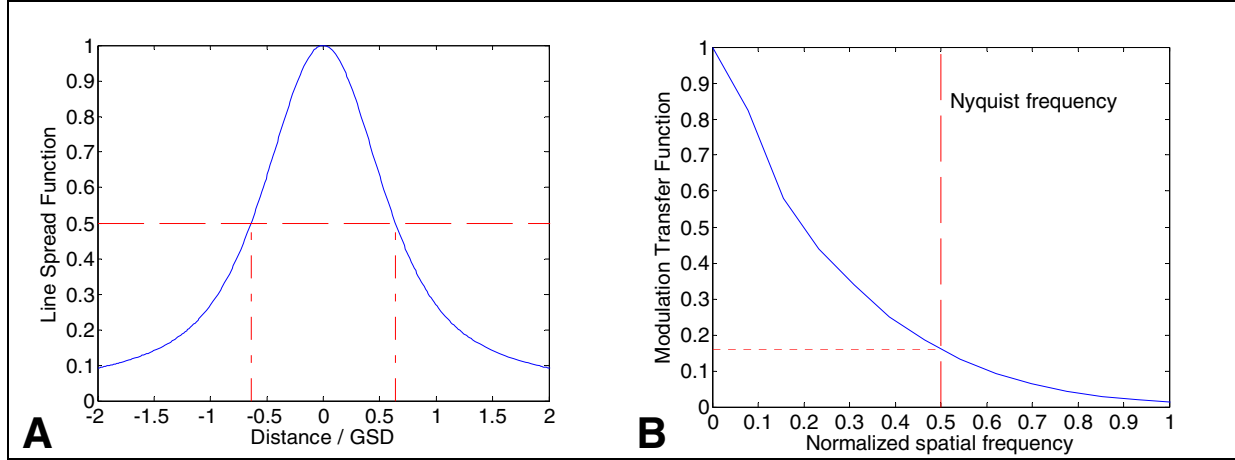 1
0.9
0.8
0.7
0.6
0.5
0.4
0.3
0.2
0.1
0
Line Spread Function
-2 -1.5 -1 -0.5 0 0.5 1 1.5 2
Distance / GSD
A
1
0.9
0.8
0.7
0.6
0.5
0.4
0.3
0.2
0.1
0
Modulation Transfer Function
Nyquist frequency
0 0.1 0.2 0.3 0.4 0.5 0.6 0.7 0.8 0.9 1
Normalized spatial frequency
B